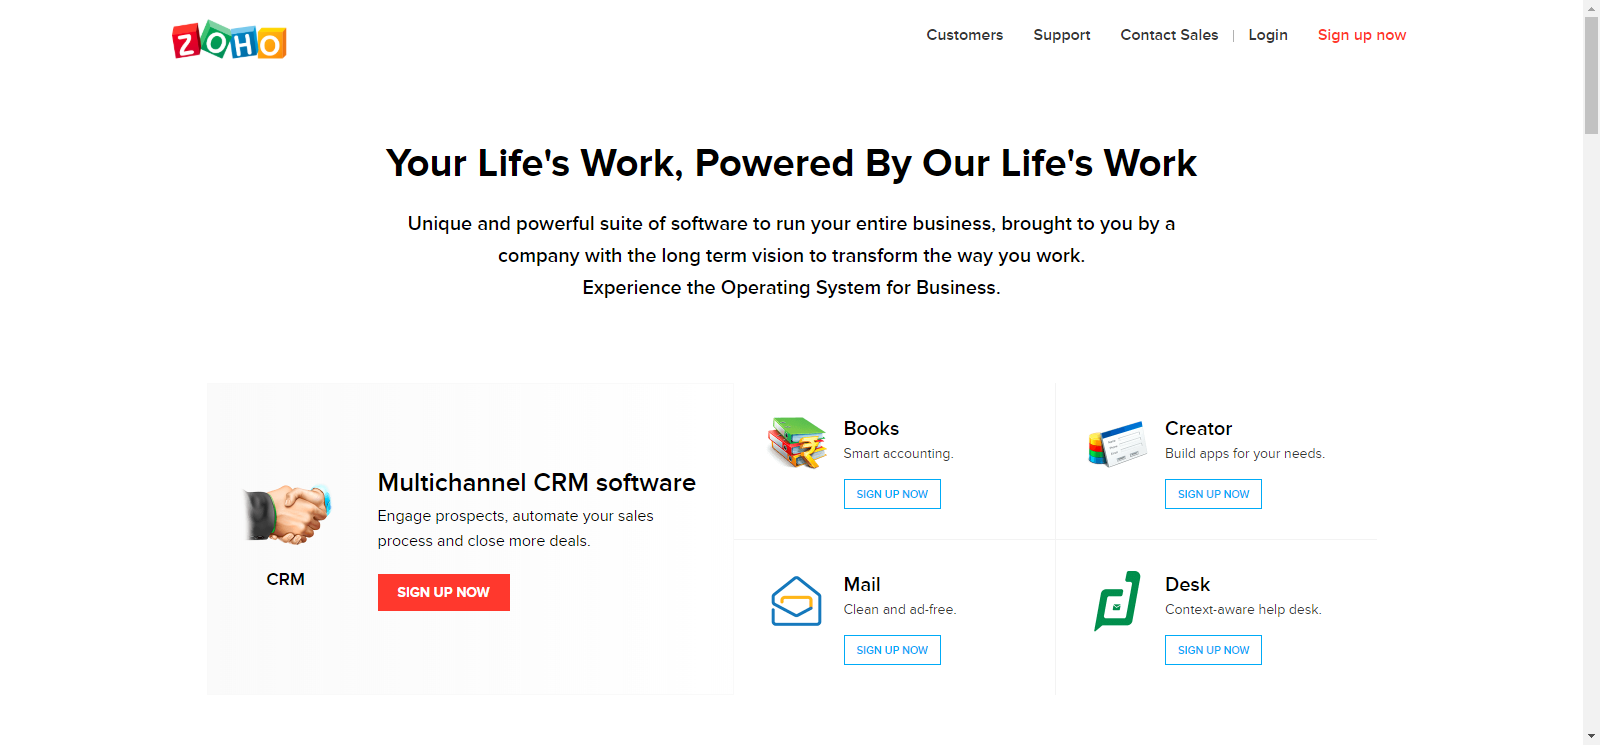 ZOHO
Customers Support Contact Sales | Login Sign up now
Your Life's Work, Powered By Our Life's Work
Unique and powerful suite of software to run your entire business, brought to you by a
company with the long term vision to transform the way you work.
Experience the Operating System for Business.
CRM
Multichannel CRM software
Engage prospects, automate your sales
process and close more deals.
SIGN UP NOW
Books
Smart accounting.
SIGN UP NOW
Creator
Build apps for your needs.
SIGN UP NOW
Mail
Clean and ad-free.
SIGN UP NOW
Desk
Context-aware help desk.
SIGN UP NOW